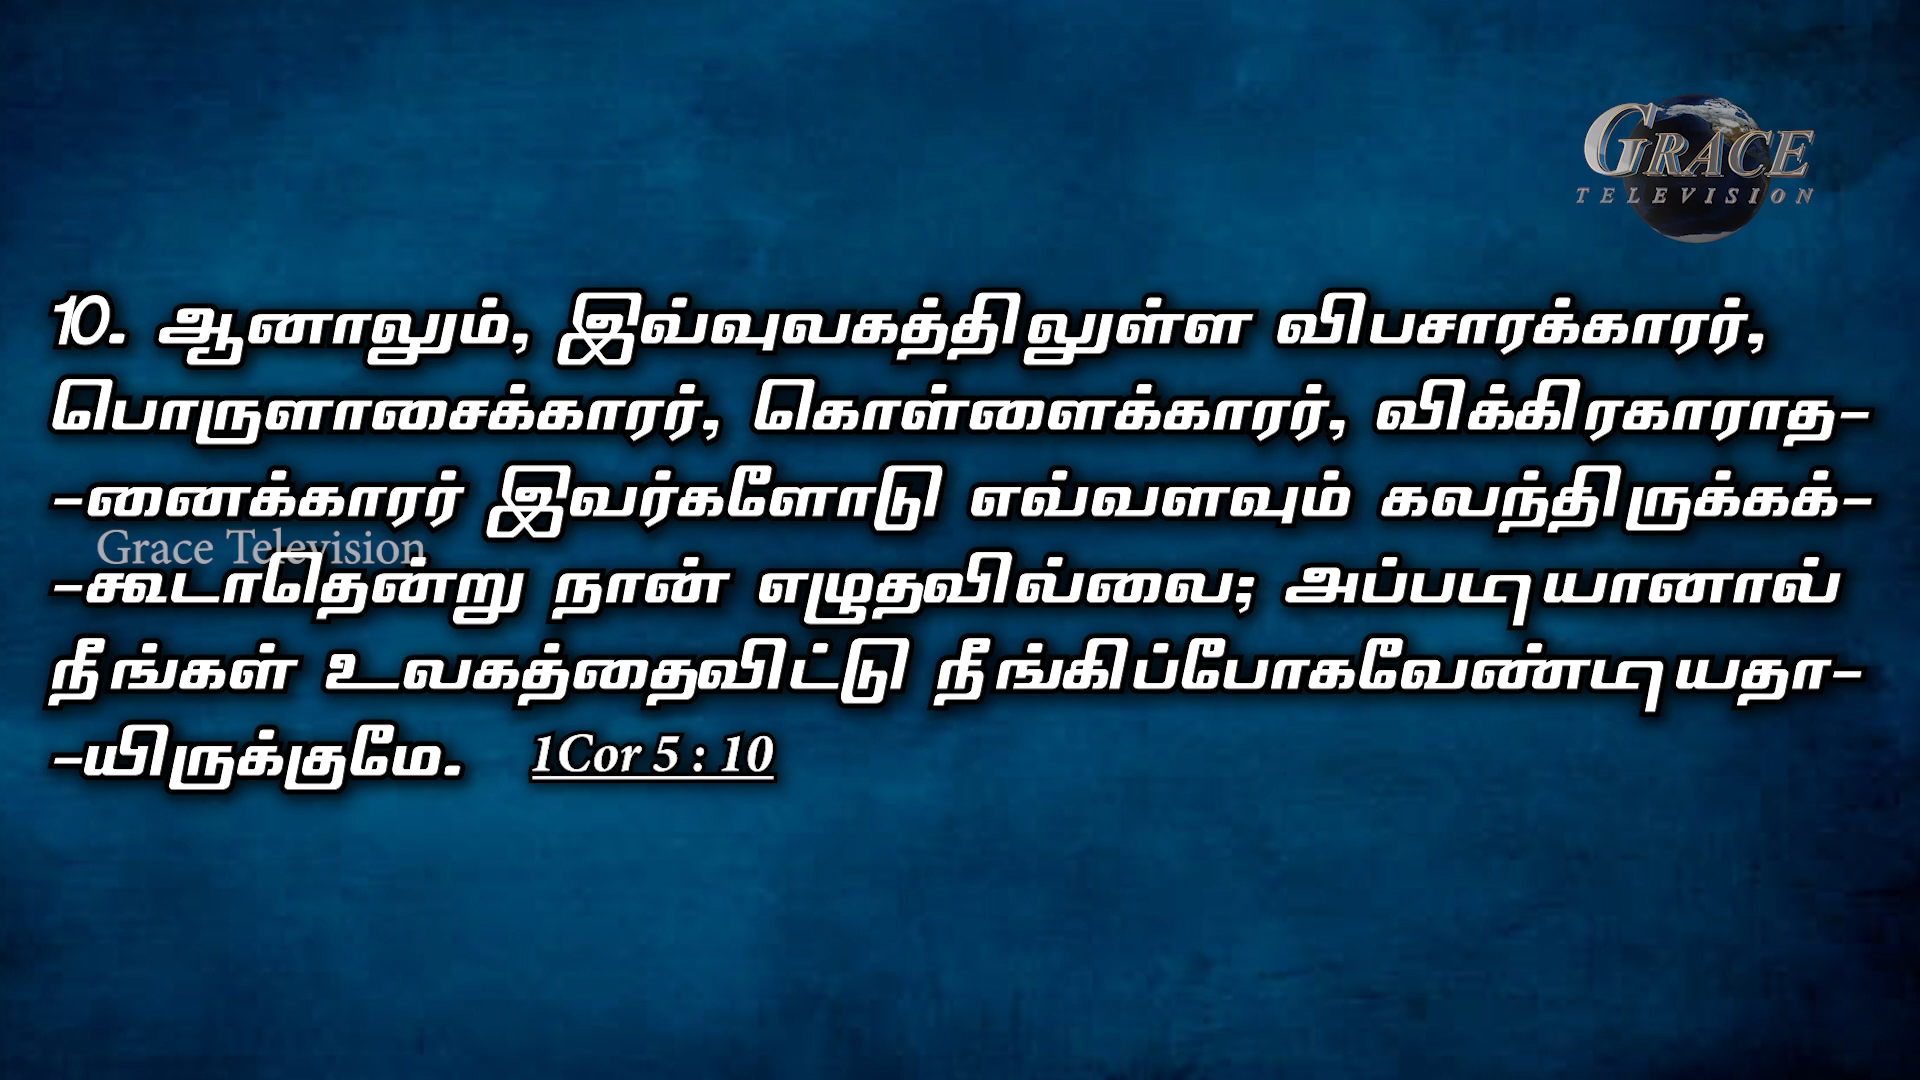 GRACE
TELEVISION
10. ஆனாலும், இவ்வுலகத்திலுள்ள விபசாரக்காரர்,
பொருளாசைக்காரர், கொள்ளைக்காரர், விக்கிரகாராத-
-னைக்காரர் இவர்களோடு எவ்வளவும் கலந்திருக்கக்-
Grace Television
-கூடாதென்று நான் எழுதவில்லை; அப்படியானால்
நீங்கள் உலகத்தைவிட்டு நீங்கிப்போகவேண்டியதா-
-யிருக்குமே. 1Cor 5 : 10